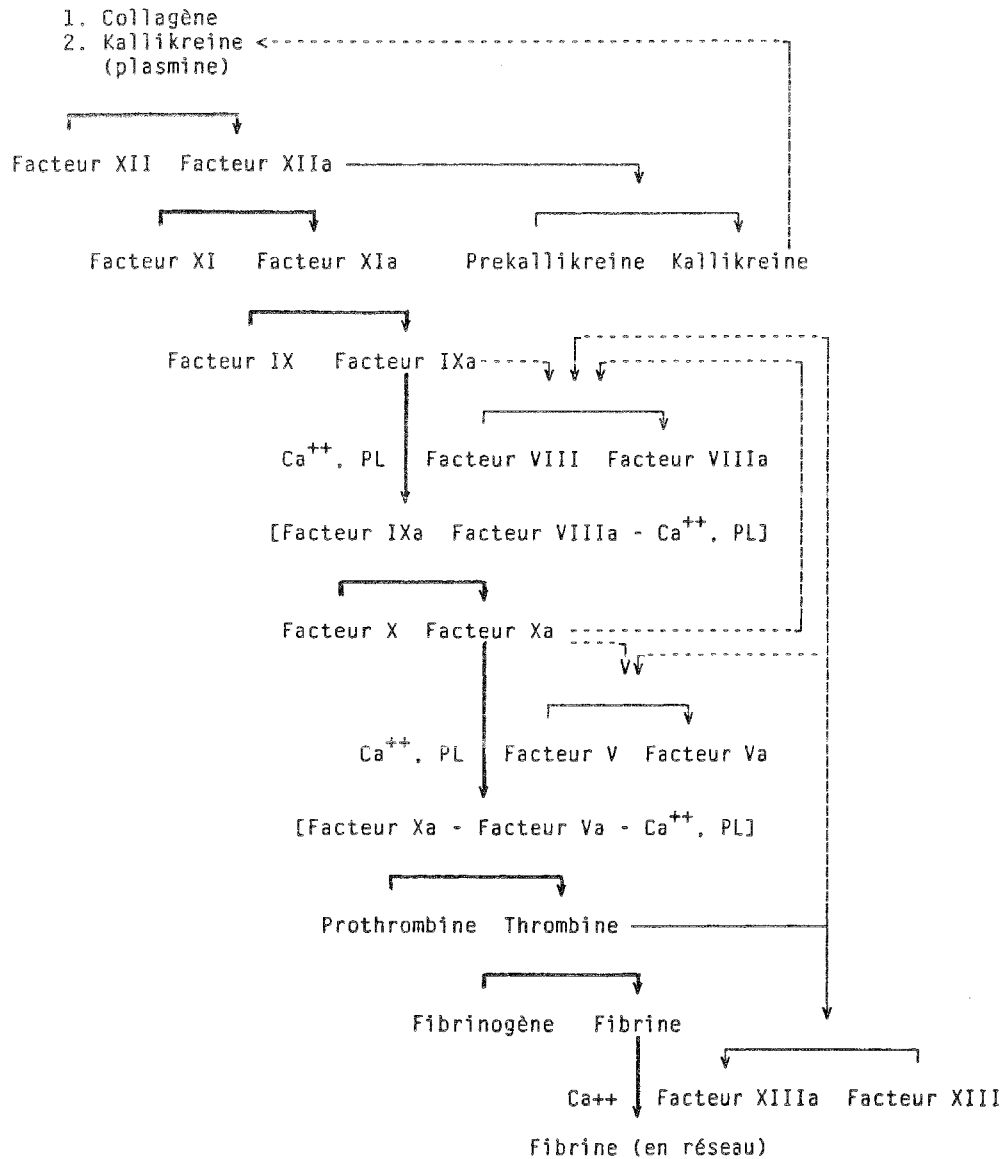 1. Collagène
2. Kallikreine
(plasmine)
Facteur XII Facteur XIIa
Facteur XI Facteur XIa Prekallikreine Kallikreine
Facteur IX Facteur IXa
Ca++, PL Facteur VIII Facteur VIIIa
[Facteur IXa Facteur VIIIa - Ca++, PL]
Facteur X Facteur Xa
Ca++, PL Facteur V Facteur Va
[Facteur Xa - Facteur Va - Ca++, PL]
Prothrombine Thrombine
Fibrinogène Fibrine
Ca++ Facteur XIIIa Facteur XIII
Fibrine (en réseau)